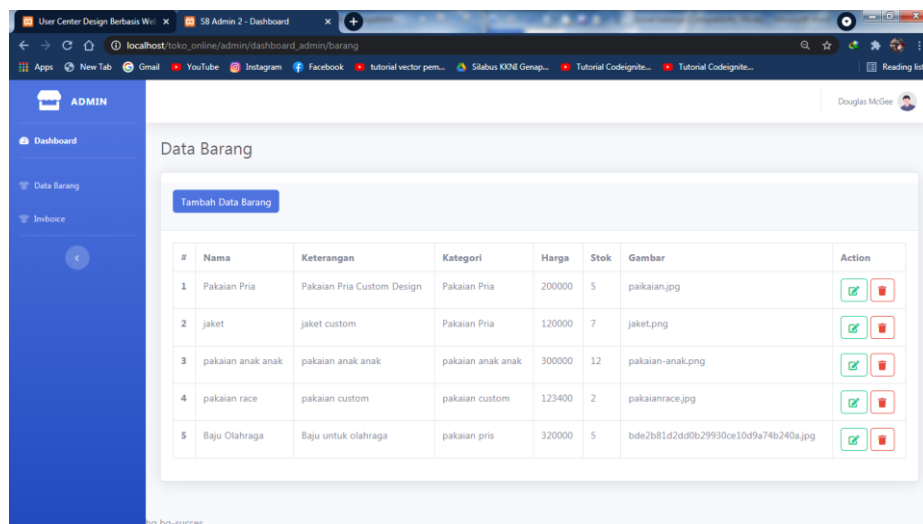 User Center Design Berbasis Wel
SB Admin 2 - Dashboard
localhost/toko_online/admin/dashboard_admin/barang
Apps New Tab Gmail YouTube Instagram Facebook tutorial vector pem... Silabus KKNI Genap... Tutorial Codeignite... Tutorial Codeignite... Reading list
ADMIN
Douglas McGee
Dashboard
Data Barang
Data Barang
Invboice
Tambah Data Barang
# Nama Keterangan Kategori Harga Stok Gambar Action
1 Pakaian Pria Pakaian Pria Custom Design Pakaian Pria 200000 5 paikaian.jpg
2 jaket jaket custom Pakaian Pria 120000 7 jaket.png
3 pakaian anak anak pakaian anak anak pakaian anak anak 300000 12 pakaian-anak.png
4 pakaian race pakaian custom pakaian custom 123400 2 pakaianrace.jpg
5 Baju Olahraga Baju untuk olahraga pakaian pris 320000 5 bde2b81d2dd0b29930ce10d9a74b240a.jpg